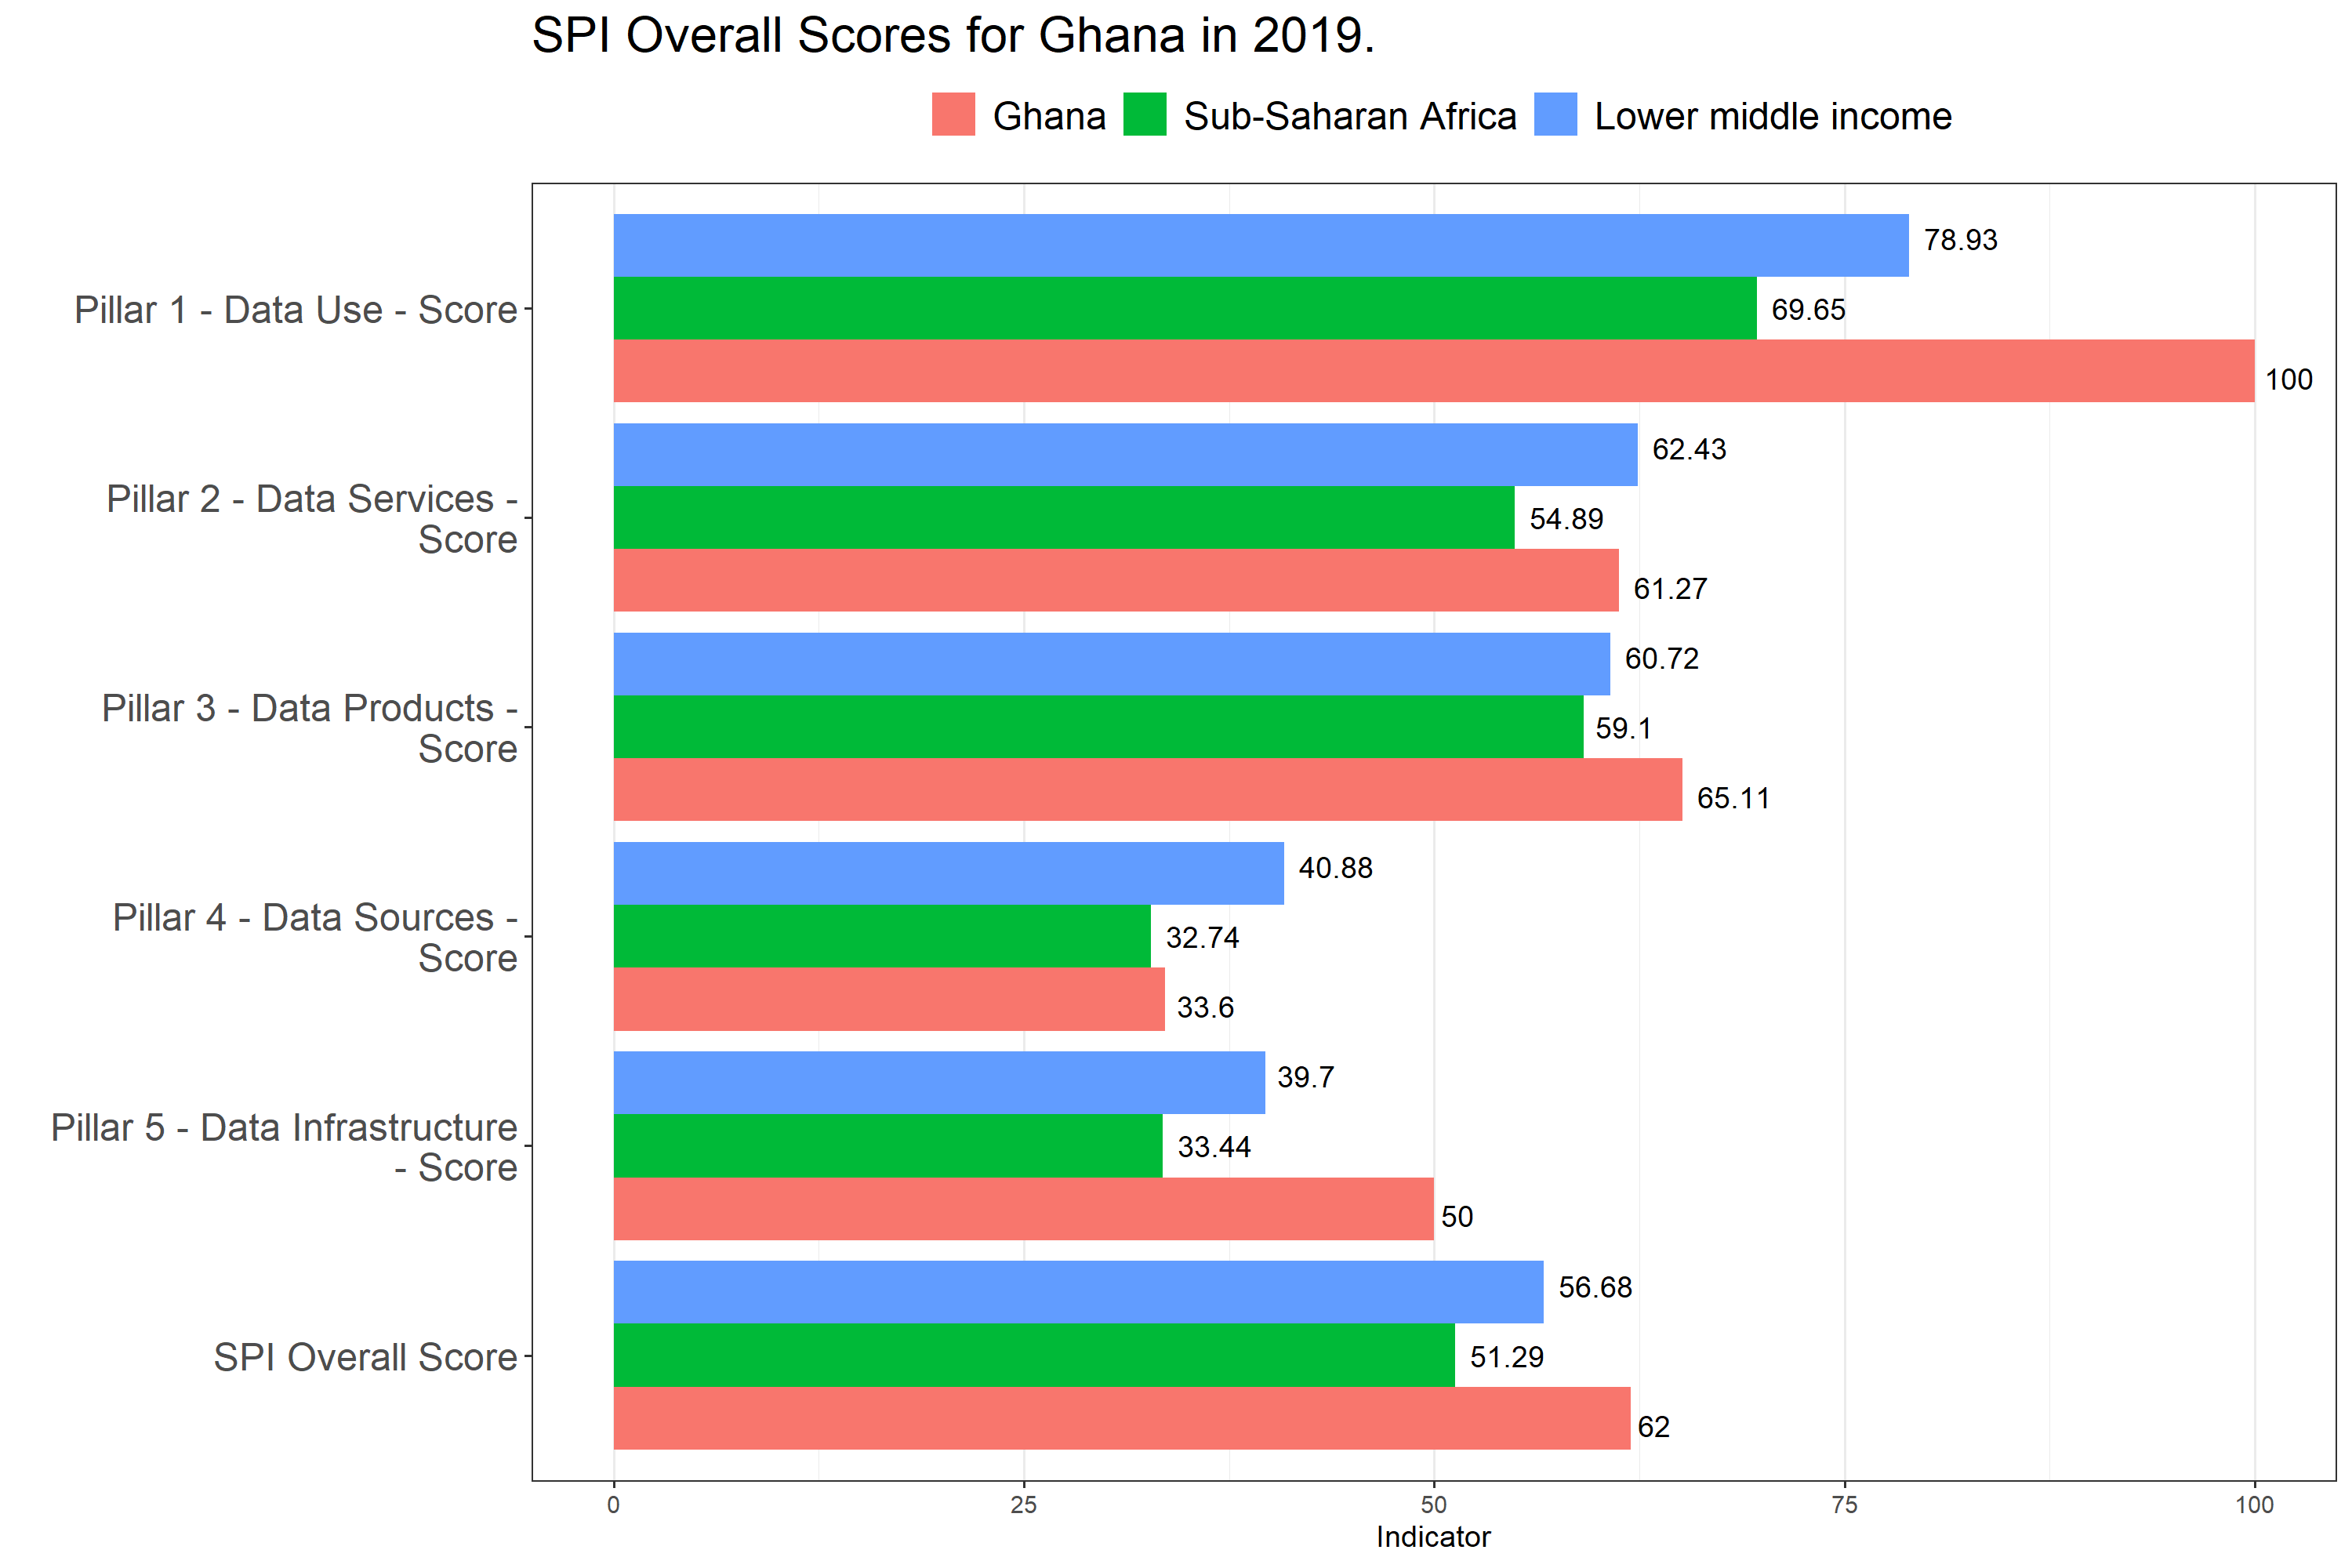 SPI Overall Scores for Ghana in 2019.
Ghana Sub-Saharan Africa Lower middle income
78.93
Pillar 1 - Data Use - Score
69.65
100
62.43
Pillar 2 - Data Services -
Score
54.89
61.27
60.72
Pillar 3 - Data Products -
Score
59.1
65.11
40.88
Pillar 4 - Data Sources -
Score
32.74
33.6
39.7
Pillar 5 - Data Infrastructure
- Score
33.44
50
56.68
SPI Overall Score
51.29
62
0 25 50 75 100
Indicator